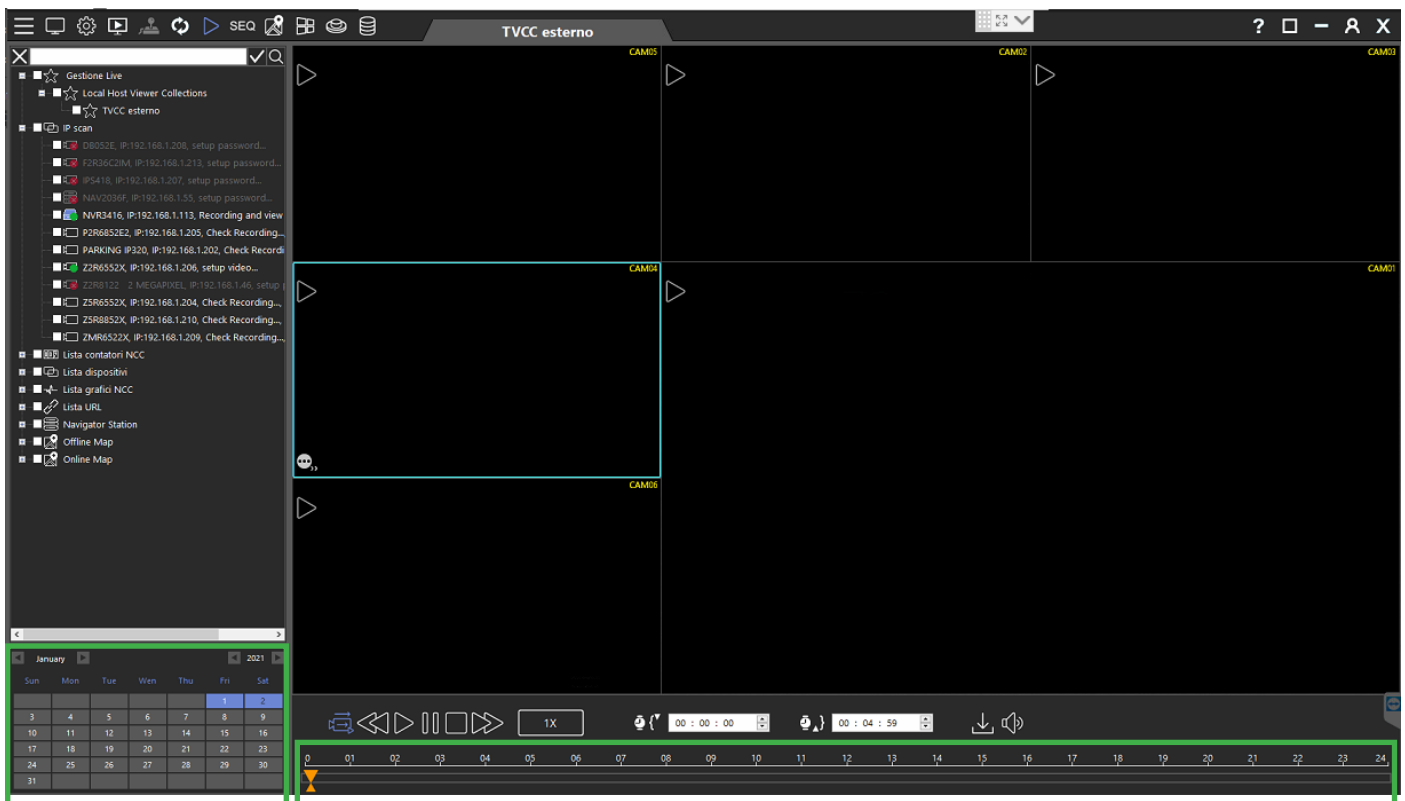 SEQ
TVCC esterno
? X
Gestione Live
Local Host Viewer Collections
TVCC esterno
IP scan
DB052E, IP:192.168.1.208, setup password...
F2R36C2IM, IP:192.168.1.213, setup password...
IPS418, IP:192.168.1.207, setup password...
NAV2036F, IP:192.168.1.55, setup password...
NVR3416, IP:192.168.1.113, Recording and view
P2R6852E2, IP:192.168.1.205, Check Recording...
PARKING IP320, IP:192.168.1.202, Check Recordi
Z2R6552X, IP:192.168.1.206, setup video...
Z2R8122 2 MEGAPIXEL, IP:192.168.1.46, setup p
Z5R6552X, IP:192.168.1.204, Check Recording...,
Z5R8852X, IP:192.168.1.210, Check Recording...,
ZMR6522X, IP:192.168.1.209, Check Recording...,
Lista contatori NCC
Lista dispositivi
Lista grafici NCC
Lista URL
Navigator Station
Offline Map
Online Map
CAM05
CAM02
CAM03
CAM04
CAM01
CAM06
January 2021
Sun Mon Tue Wen Thu Fri Sat
1 2
3 4 5 6 7 8 9
10 11 12 13 14 15 16
17 18 19 20 21 22 23
24 25 26 27 28 29 30
31
1X 00 : 00 : 00 00 : 04 : 59
0 01 02 03 04 05 06 07 08 09 10 11 12 13 14 15 16 17 18 19 20 21 22 23 24